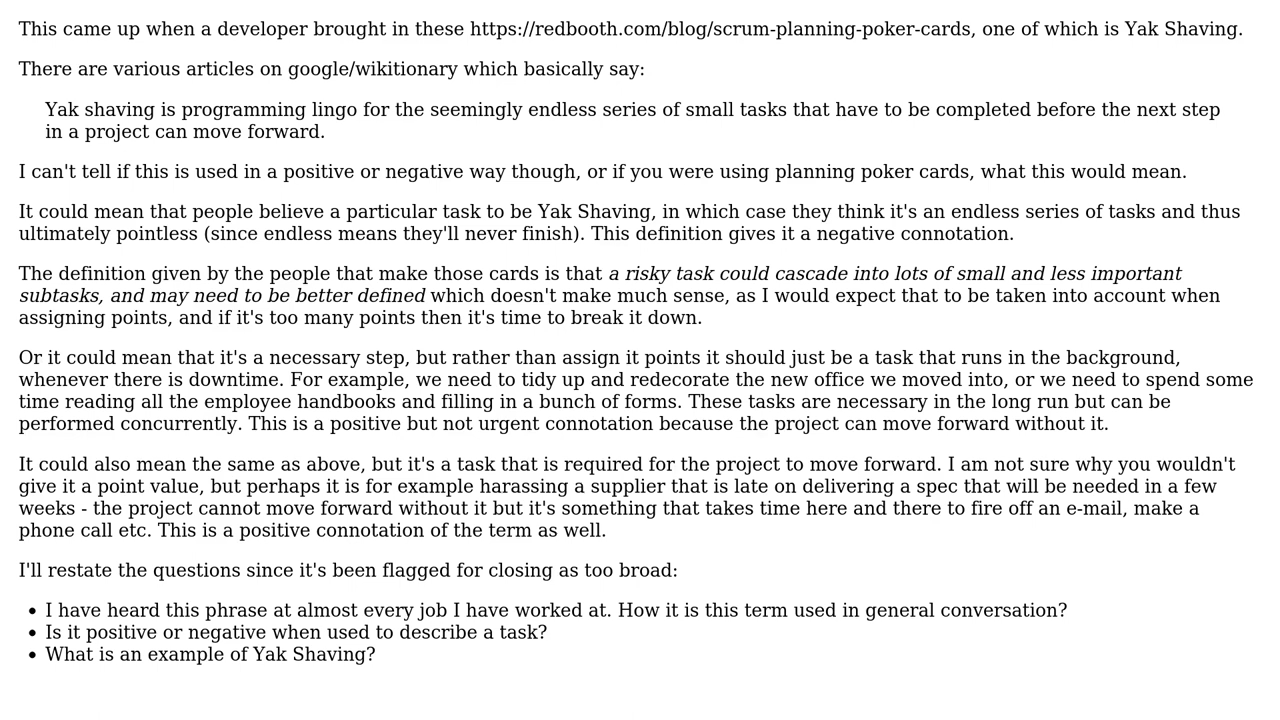 This came up when a developer brought in these https://redbooth.com/blog/scrum-planning-poker-cards, one of which is Yak Shaving.
There are various articles on google/wikitionary which basically say:
Yak shaving is programming lingo for the seemingly endless series of small tasks that have to be completed before the next step
in a project can move forward.
I can't tell if this is used in a positive or negative way though, or if you were using planning poker cards, what this would mean.
It could mean that people believe a particular task to be Yak Shaving, in which case they think it's an endless series of tasks and thus
ultimately pointless (since endless means they'll never finish). This definition gives it a negative connotation.
The definition given by the people that make those cards is that a risky task could cascade into lots of small and less important
subtasks, and may need to be better defined which doesn't make much sense, as I would expect that to be taken into account when
assigning points, and if it's too many points then it's time to break it down.
Or it could mean that it's a necessary step, but rather than assign it points it should just be a task that runs in the background,
whenever there is downtime. For example, we need to tidy up and redecorate the new office we moved into, or we need to spend some
time reading all the employee handbooks and filling in a bunch of forms. These tasks are necessary in the long run but can be
performed concurrently. This is a positive but not urgent connotation because the project can move forward without it.
It could also mean the same as above, but it's a task that is required for the project to move forward. I am not sure why you wouldn't
give it a point value, but perhaps it is for example harassing a supplier that is late on delivering a spec that will be needed in a few
weeks - the project cannot move forward without it but it's something that takes time here and there to fire off an e-mail, make a
phone call etc. This is a positive connotation of the term as well.
I'll restate the questions since it's been flagged for closing as too broad:
• I have heard this phrase at almost every job I have worked at. How it is this term used in general conversation?
• Is it positive or negative when used to describe a task?
• What is an example of Yak Shaving?